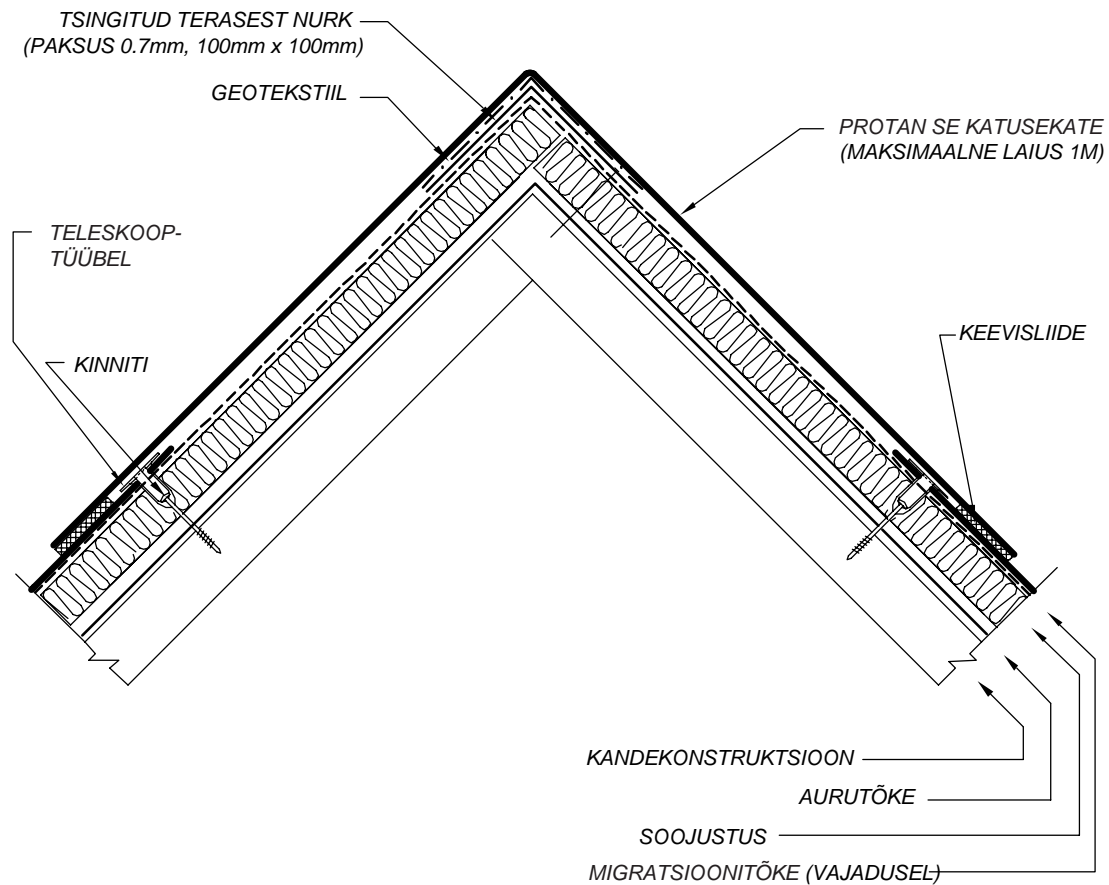 TSINGITUD TERASEST NURK
(PAKSUS 0.7mm, 100mm x 100mm)
GEOTEKSTIIL
PROTAN SE KATUSEKATE
(MAKSIMAALNE LAIUS 1M)
TELESKOOP-
TÜÜBEL
KINNITI
KEEVISLIIDE
KANDEKONSTRUKTSIOON
AURUTÕKE
SOOJUSTUS
MIGRATSIOONITÕKE (VAJADUSEL)